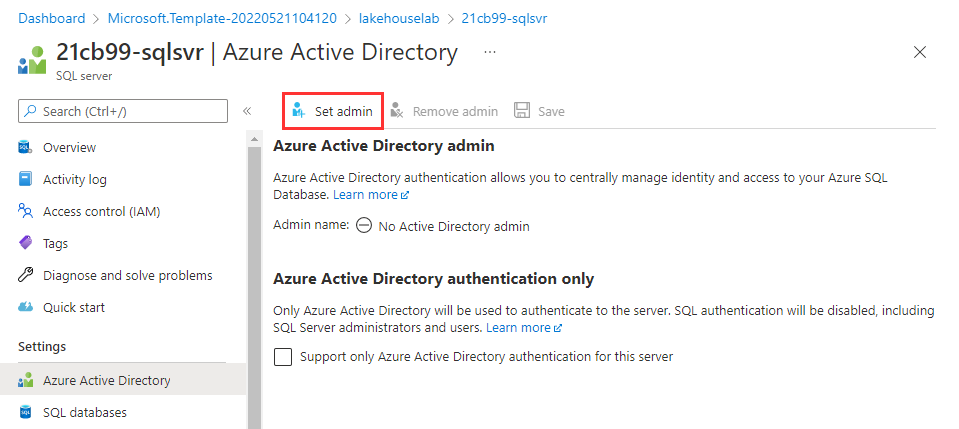 Dashboard > Microsoft.Template-20220521104120 > lakehouselab > 21cb99-sqlsvr
21cb99-sqlsvr | Azure Active Directory ...
SQL server
Search (Ctrl+/)
«
Set admin
Remove admin
Save
Overview
Activity log
Access control (IAM)
Tags
Diagnose and solve problems
Quick start
Settings
Azure Active Directory
SQL databases
Azure Active Directory admin
Azure Active Directory authentication allows you to centrally manage identity and access to your Azure SQL
Database. Learn more
Admin name: No Active Directory admin
Azure Active Directory authentication only
Only Azure Active Directory will be used to authenticate to the server. SQL authentication will be disabled, including
SQL Server administrators and users. Learn more
Support only Azure Active Directory authentication for this server